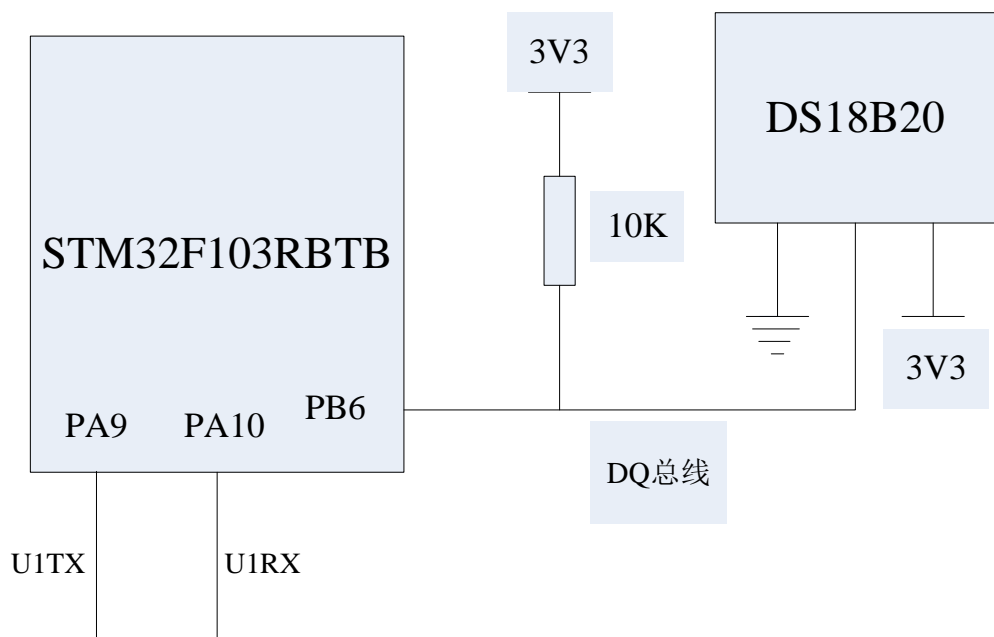 3V3
DS18B20
10K
STM32F103RBTB
3V3
PA9
PA10
PB6
DQ总线
U1TX
U1RX